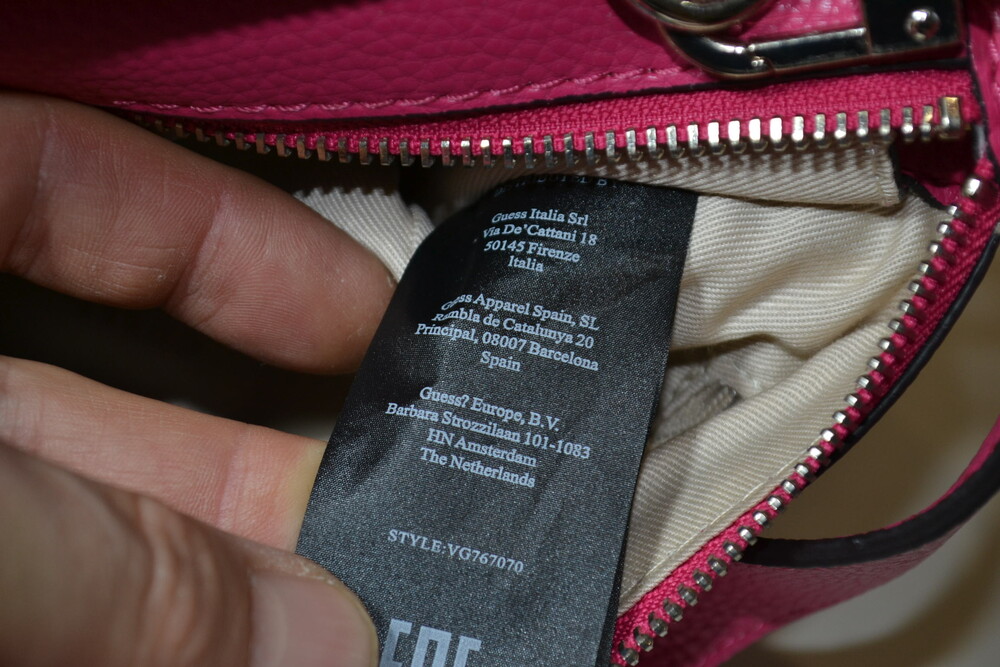 Guess Italia Srl
Via De'Cattani 18
50145 Firenze
Italia
Guess Apparel Spain, SL
Rambla de Catalunya 20
Principal, 08007 Barcelona
Spain
Guess? Europe, B.V.
Barbara Strozzilaan 101-1083
HN Amsterdam
The Netherlands
STYLE:VG767070